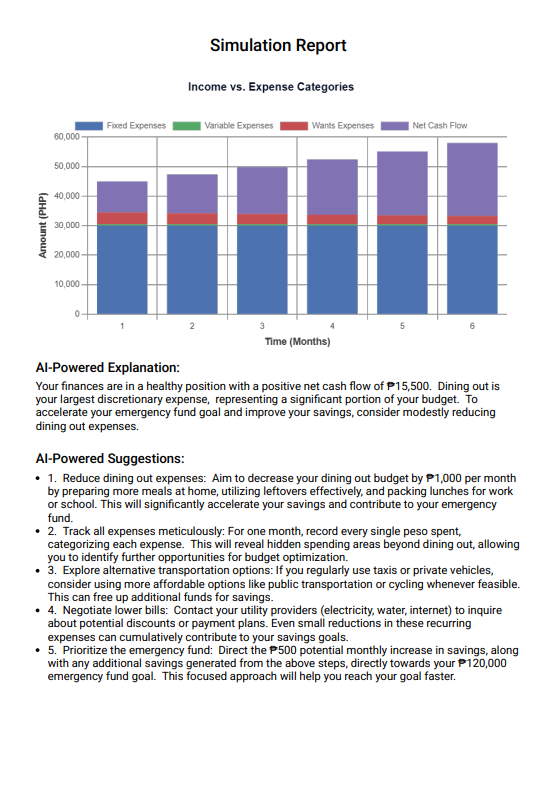 Simulation Report
Income vs. Expense Categories
Fixed Expenses Variable Expenses Wants Expenses Net Cash Flow
60,000
50,000
40,000
30,000
20,000
10,000
0
Amount (PHP)
1 2 3 4 5 6
Time (Months)
AI-Powered Explanation:
Your finances are in a healthy position with a positive net cash flow of ₱15,500. Dining out is
your largest discretionary expense, representing a significant portion of your budget. To
accelerate your emergency fund goal and improve your savings, consider modestly reducing
dining out expenses.
AI-Powered Suggestions:
• 1. Reduce dining out expenses: Aim to decrease your dining out budget by ₱1,000 per month
by preparing more meals at home, utilizing leftovers effectively, and packing lunches for work
or school. This will significantly accelerate your savings and contribute to your emergency
fund.
• 2. Track all expenses meticulously: For one month, record every single peso spent,
categorizing each expense. This will reveal hidden spending areas beyond dining out, allowing
you to identify further opportunities for budget optimization.
• 3. Explore alternative transportation options: If you regularly use taxis or private vehicles,
consider using more affordable options like public transportation or cycling whenever feasible.
This can free up additional funds for savings.
• 4. Negotiate lower bills: Contact your utility providers (electricity, water, internet) to inquire
about potential discounts or payment plans. Even small reductions in these recurring
expenses can cumulatively contribute to your savings goals.
• 5. Prioritize the emergency fund: Direct the ₱500 potential monthly increase in savings, along
with any additional savings generated from the above steps, directly towards your ₱120,000
emergency fund goal. This focused approach will help you reach your goal faster.